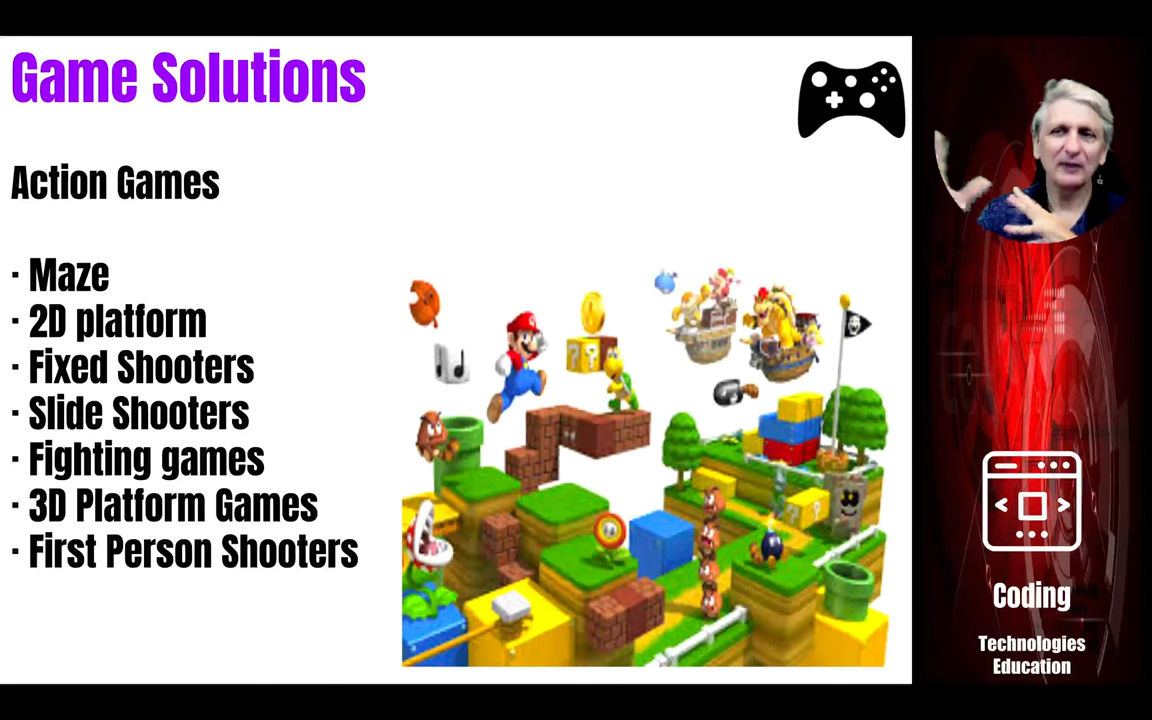 Game Solutions
Action Games
· Maze
· 2D platform
· Fixed Shooters
· Slide Shooters
· Fighting games
· 3D Platform Games
· First Person Shooters
Coding
Technologies
Education